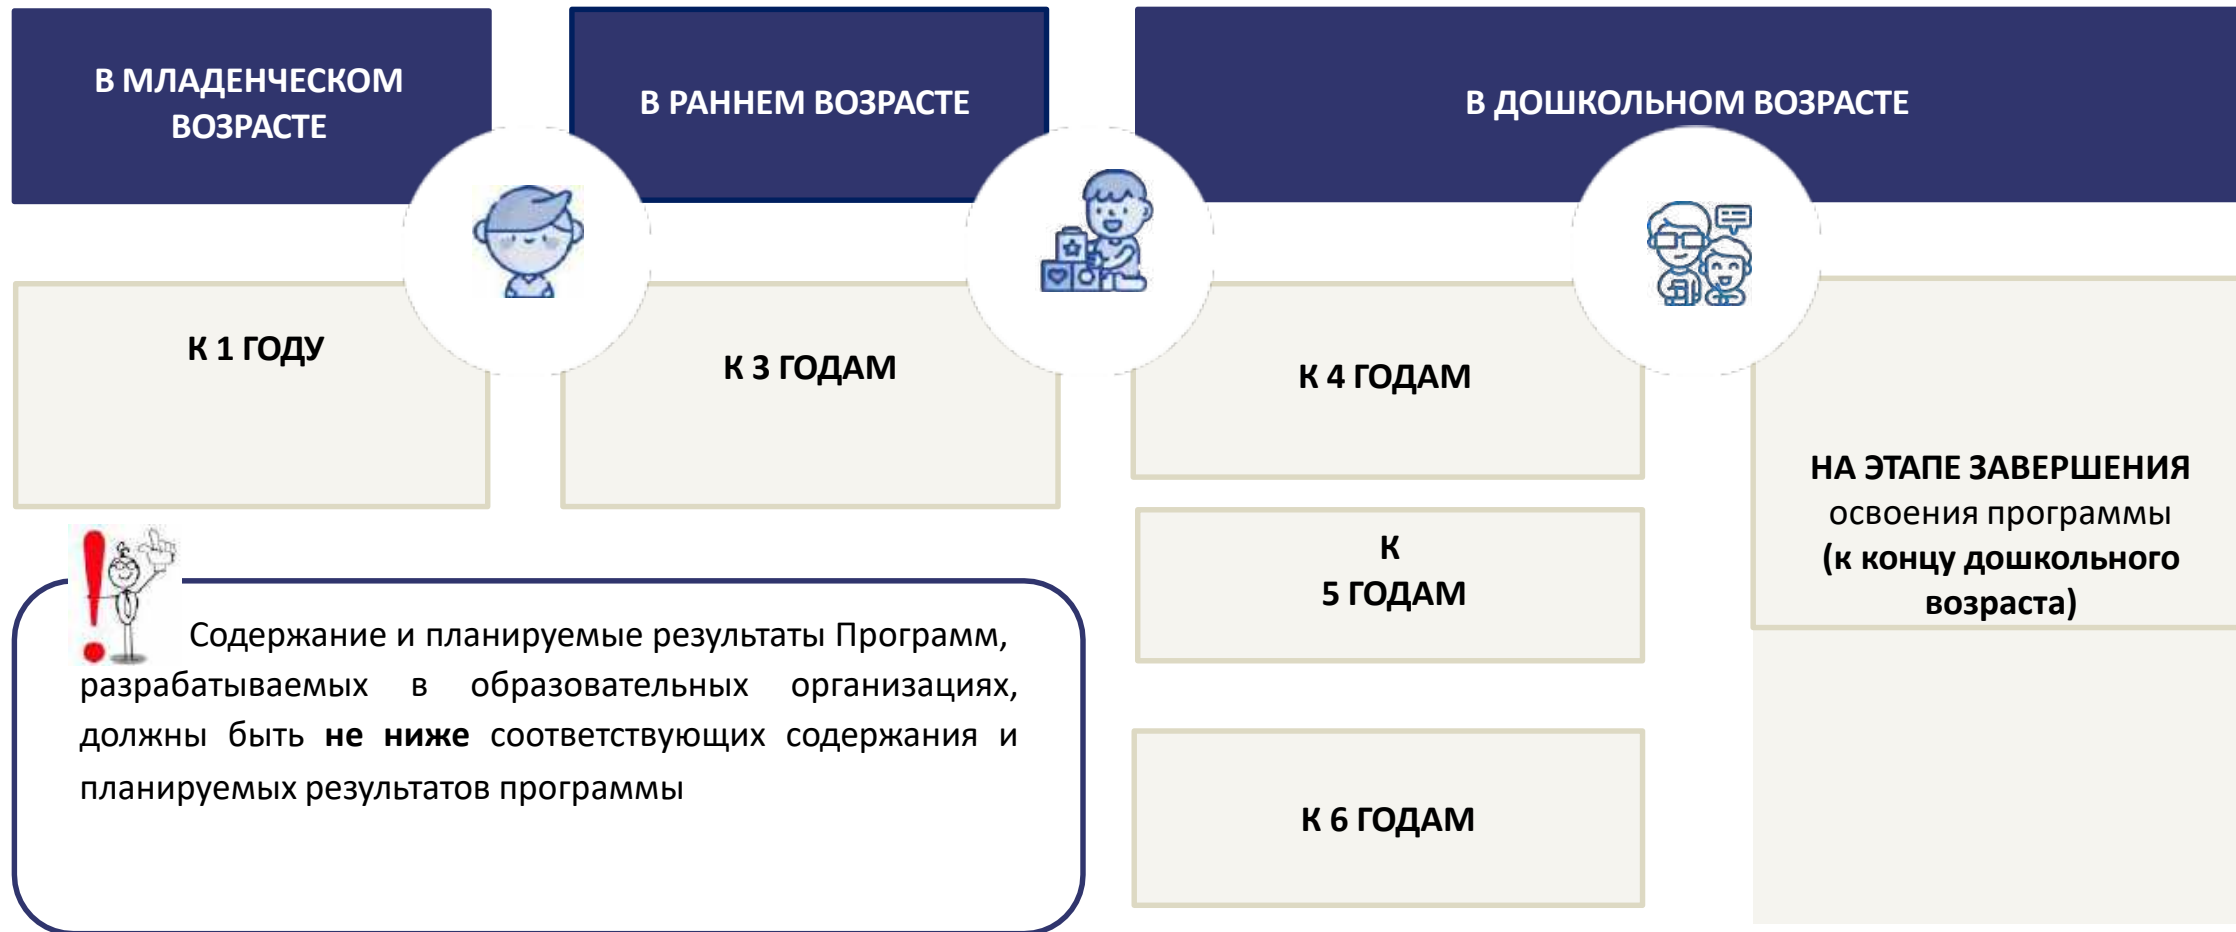 В МЛАДЕНЧЕСКОМ
ВОЗРАСТЕ
В РАННЕМ ВОЗРАСТЕ
В ДОШКОЛЬНОМ ВОЗРАСТЕ
К 1 ГОДУ
К 3 ГОДАМ
К 4 ГОДАМ
К
5 ГОДАМ
К 6 ГОДАМ
НА ЭТАПЕ ЗАВЕРШЕНИЯ
освоения программы
(к концу дошкольного
возраста)
Содержание и планируемые результаты Программ,
разрабатываемых в образовательных организациях,
должны быть не ниже соответствующих содержания и
планируемых результатов программы